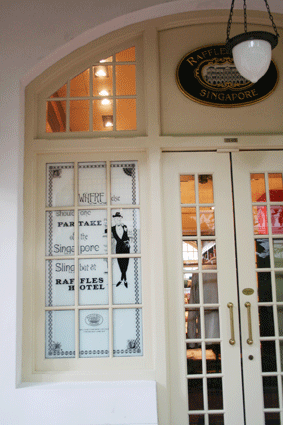 RAFFLES HOTEL
SINGAPORE
WHERE else
should one
PARTAKE
of the
Singapore
Sling but at
RAFFLES
HOTEL